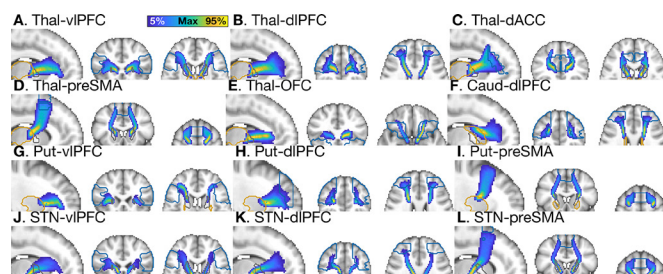 A. Thal-vlPFC
5% Max 95%
B. Thal-dlPFC
C. Thal-dACC
D. Thal-preSMA
E. Thal-OFC
F. Caud-dlPFC
G. Put-vlPFC
H. Put-dlPFC
I. Put-preSMA
J. STN-vlPFC
K. STN-dlPFC
L. STN-preSMA